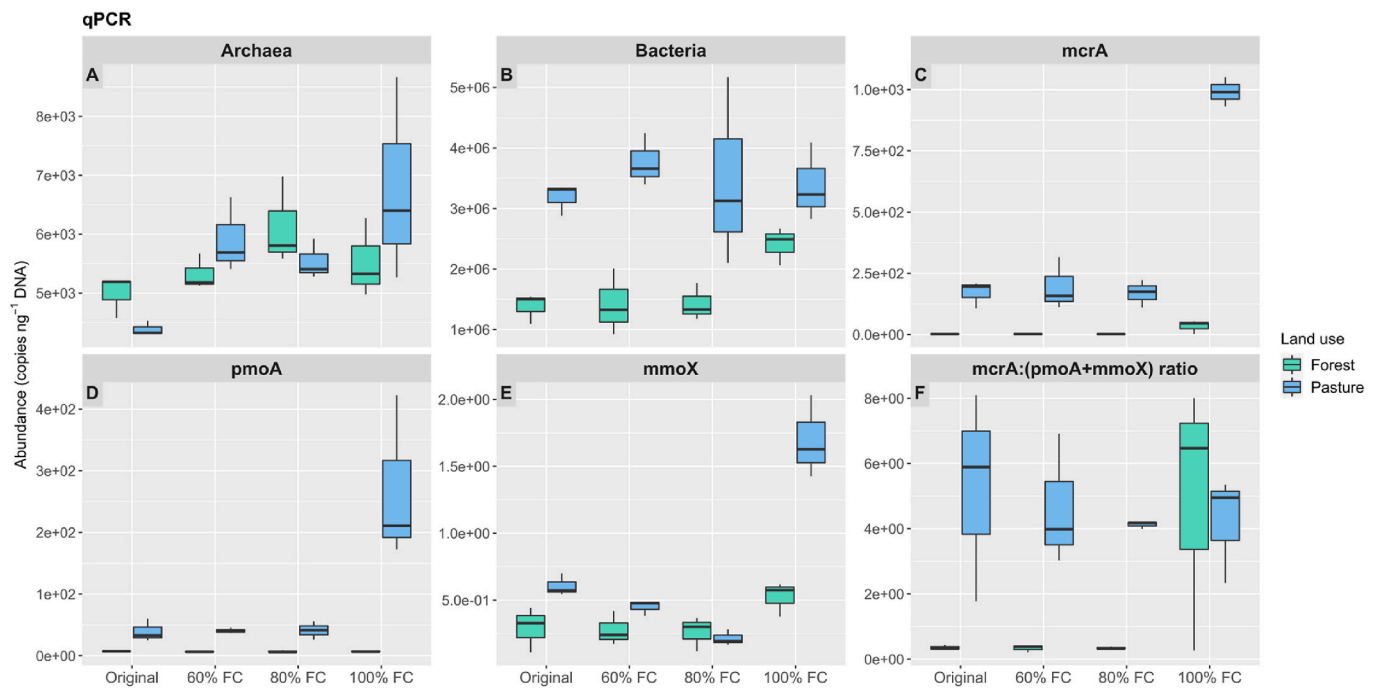 qPCR
Archaea
Bacteria
mcrA
A
B
C
8e+03
7e+03
6e+03
5e+03
5e+06
4e+06
3e+06
2e+06
1e+06
1.0e+03
7.5e+02
5.0e+02
2.5e+02
0.0e+00
Abundance (copies ng⁻¹ DNA)
pmoA
mmoX
mcrA:(pmoA+mmoX) ratio
D
E
F
4e+02
3e+02
2e+02
1e+02
0e+00
2.0e+00
1.5e+00
1.0e+00
5.0e-01
8e+00
6e+00
4e+00
2e+00
0e+00
Original 60% FC 80% FC 100% FC
Original 60% FC 80% FC 100% FC
Original 60% FC 80% FC 100% FC
Land use
Forest
Pasture